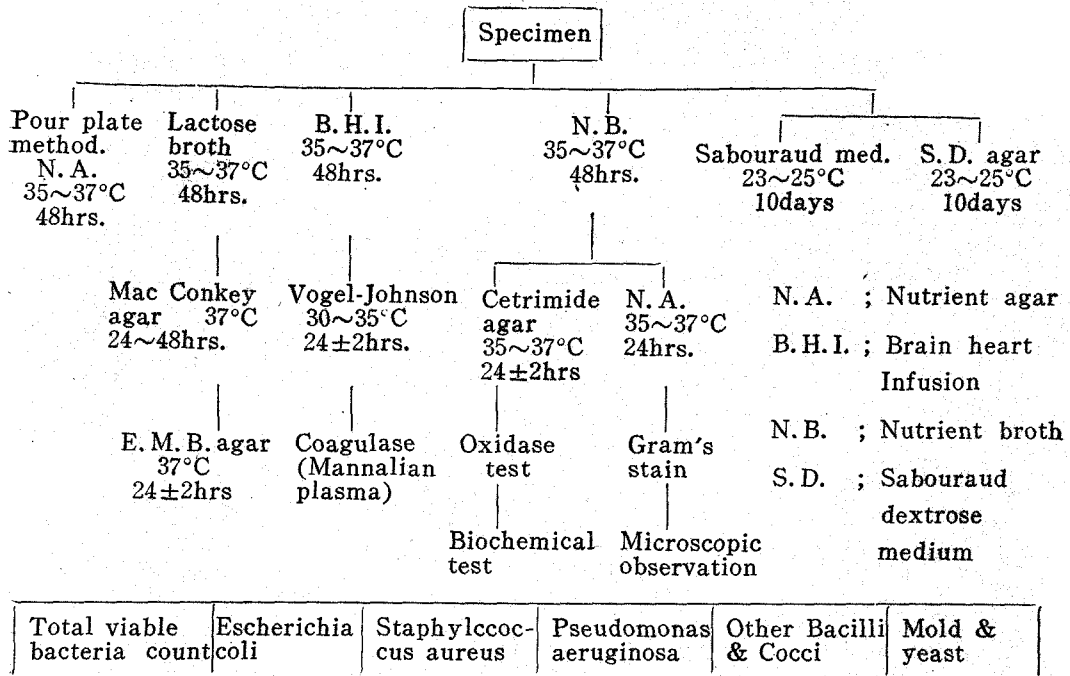 Specimen
Pour plate
method.
N. A.
35~37°C
48hrs.
Lactose
broth
35~37°C
48hrs.
B. H. I.
35~37°C
48hrs.
N. B.
35~37°C
48hrs.
Sabouraud med.
23~25°C
10days
S. D. agar
23~25°C
10days
Mac Conkey
agar 37°C
24~48hrs.
Vogel-Johnson
30~35°C
24±2hrs.
Cetrimide
agar
35~37°C
24±2hrs
N. A.
35~37°C
24hrs.
E. M. B. agar
37°C
24±2hrs
Coagulase
(Mannalian
plasma)
Oxidase
test
Gram's
stain
Biochemical
test
Microscopic
observation
N. A. ; Nutrient agar
B. H. I. ; Brain heart
Infusion
N. B. ; Nutrient broth
S. D. ; Sabouraud
dextrose
medium
Total viable
bacteria count
Escherichia
coli
Staphylccoc-
cus aureus
Pseudomonas
aeruginosa
Other Bacilli
& Cocci
Mold &
yeast